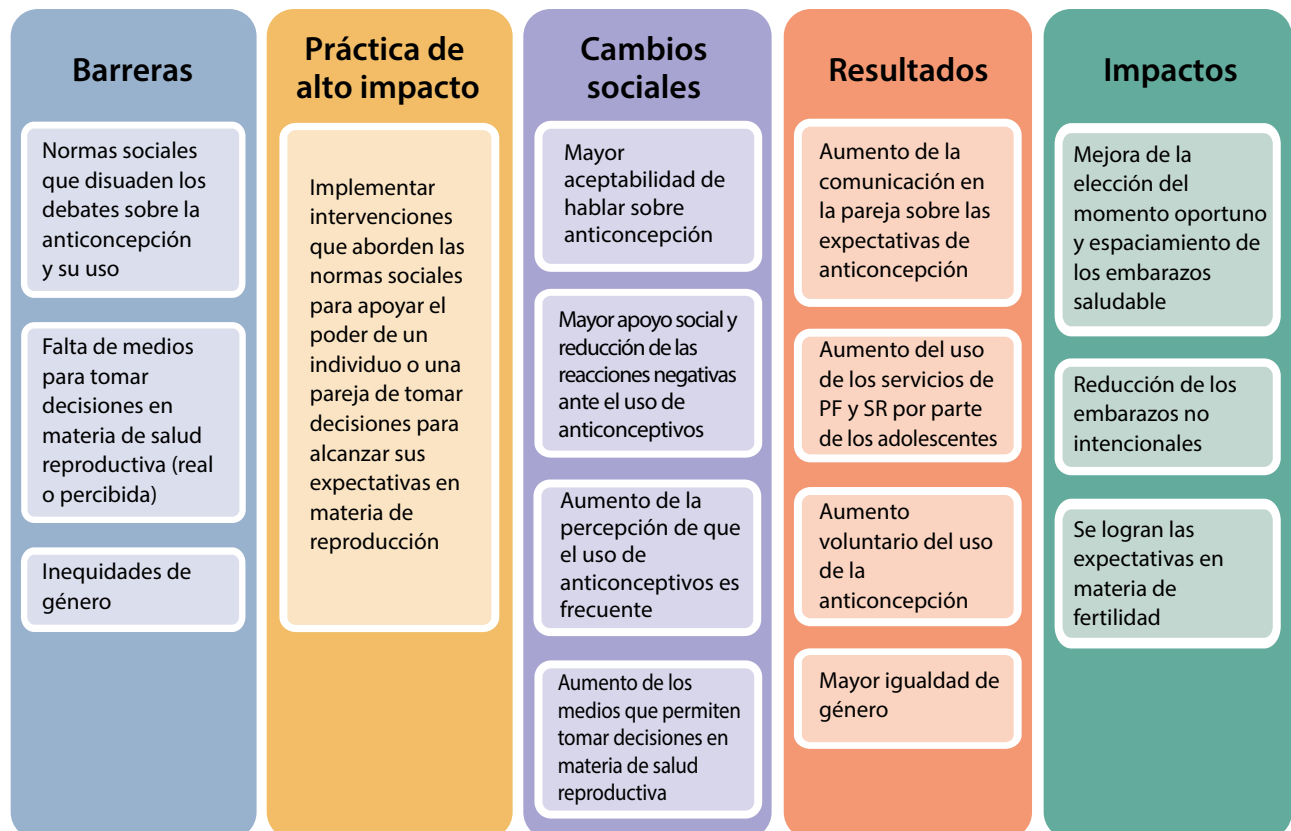 Barreras
Normas sociales
que disuaden los
debates sobre la
anticoncepción
y su uso
Falta de medios
para tomar
decisiones en
materia de salud
reproductiva (real
o percibida)
Inequidades de
género
Práctica de
alto impacto
Implementar
intervenciones
que aborden las
normas sociales
para apoyar el
poder de un
individuo o una
pareja de tomar
decisiones para
alcanzar sus
expectativas en
materia de
reproducción
Cambios
sociales
Mayor
aceptabilidad de
hablar sobre
anticoncepción
Mayor apoyo social y
reducción de las
reacciones negativas
ante el uso de
anticonceptivos
Aumento de la
percepción de que
el uso de
anticonceptivos es
frecuente
Aumento de los
medios que permiten
tomar decisiones en
materia de salud
reproductiva
Resultados
Aumento de la
comunicación en
la pareja sobre las
expectativas de
anticoncepción
Aumento del uso
de los servicios de
PF y SR por parte
de los adolescentes
Aumento
voluntario del uso
de la
anticoncepción
Mayor igualdad de
género
Impactos
Mejora de la
elección del
momento oportuno
y espaciamiento de
los embarazos
saludable
Reducción de los
embarazos no
intencionales
Se logran las
expectativas en
materia de
fertilidad